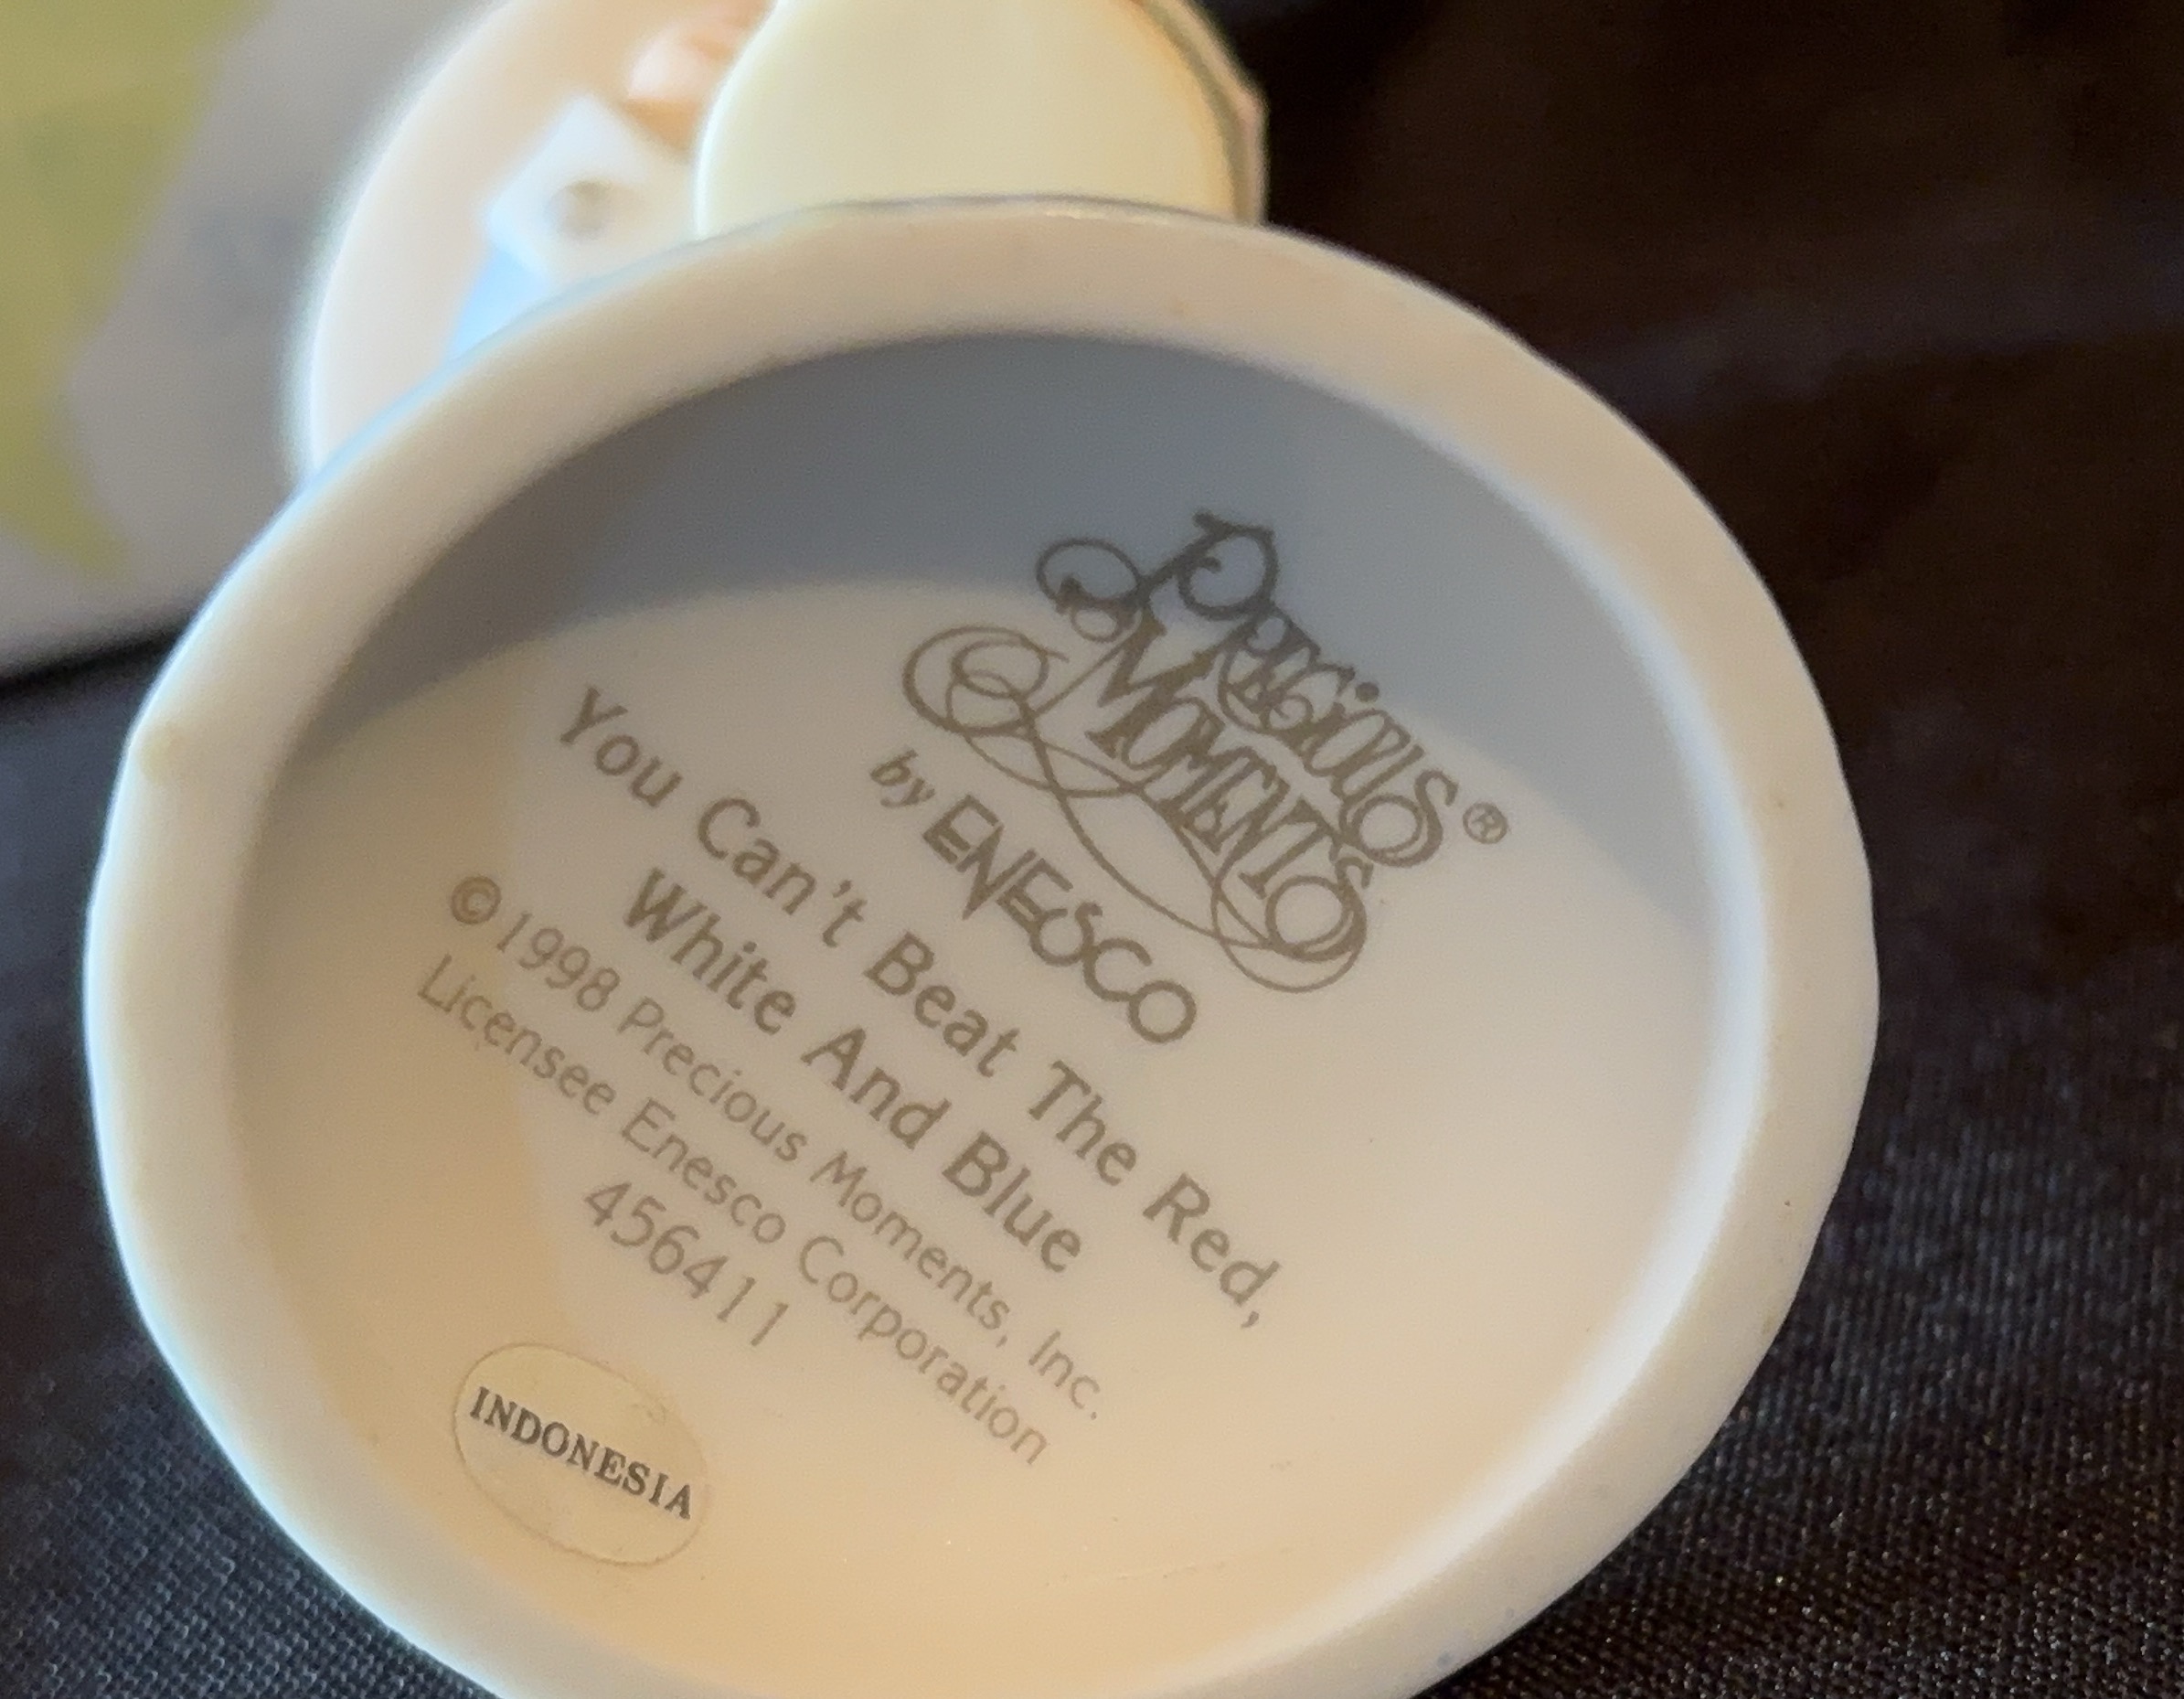 Precious
Moments®
by ENESCO
You Can't Beat The Red,
White And Blue
© 1998 Precious Moments, Inc.
Licensee Enesco Corporation
456411
INDONESIA